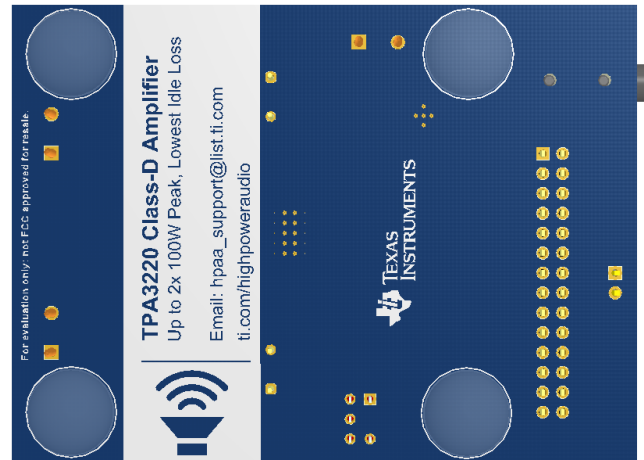 For evaluation only; not FCC approved for resale.
TPA3220 Class-D Amplifier
Up to 2x 100W Peak, Lowest Idle Loss
Email: hpaa_support@list.ti.com
ti.com/highpoweraudio
TEXAS
INSTRUMENTS